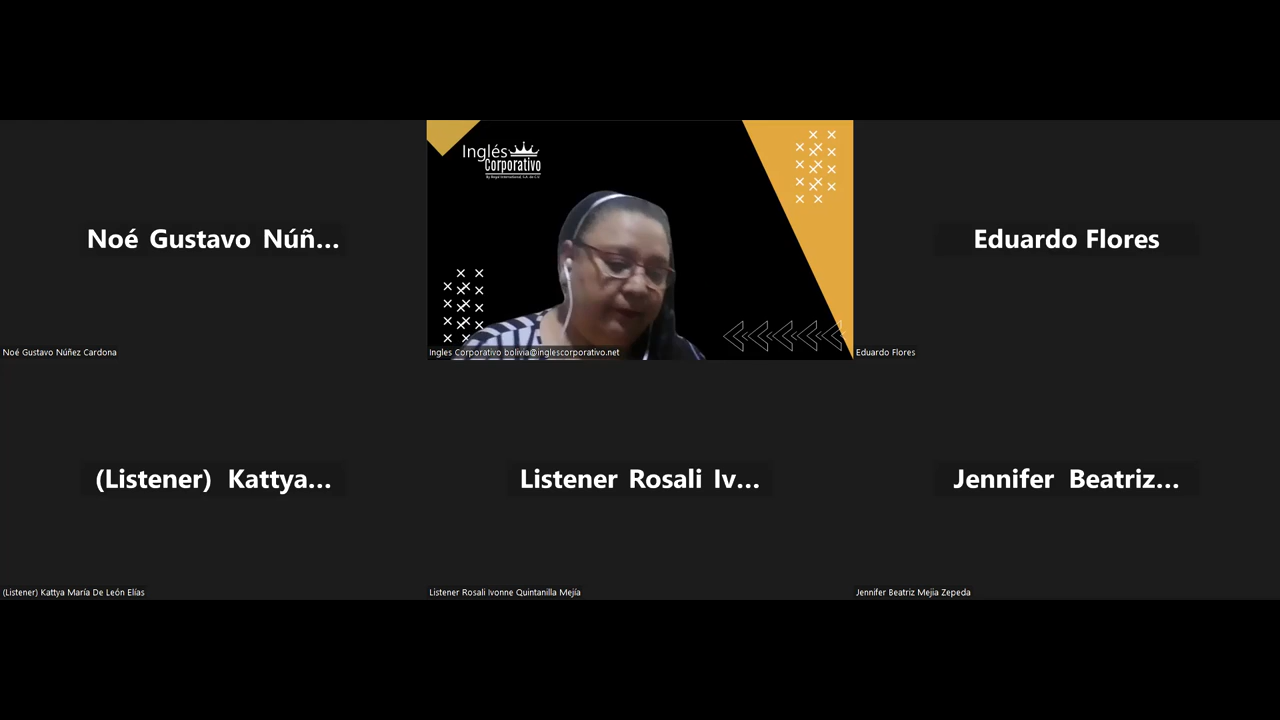 Noé Gustavo Núñ...
Noé Gustavo Núñez Cardona
Inglés
Corporativo
Ingles Corporativo bolivia@inglescorporativo.net
Eduardo Flores
Eduardo Flores
(Listener) Kattya...
(Listener) Kattya María De León Elías
Listener Rosali Iv...
Listener Rosali Ivonne Quintanilla Mejía
Jennifer Beatriz...
Jennifer Beatriz Mejia Zepeda